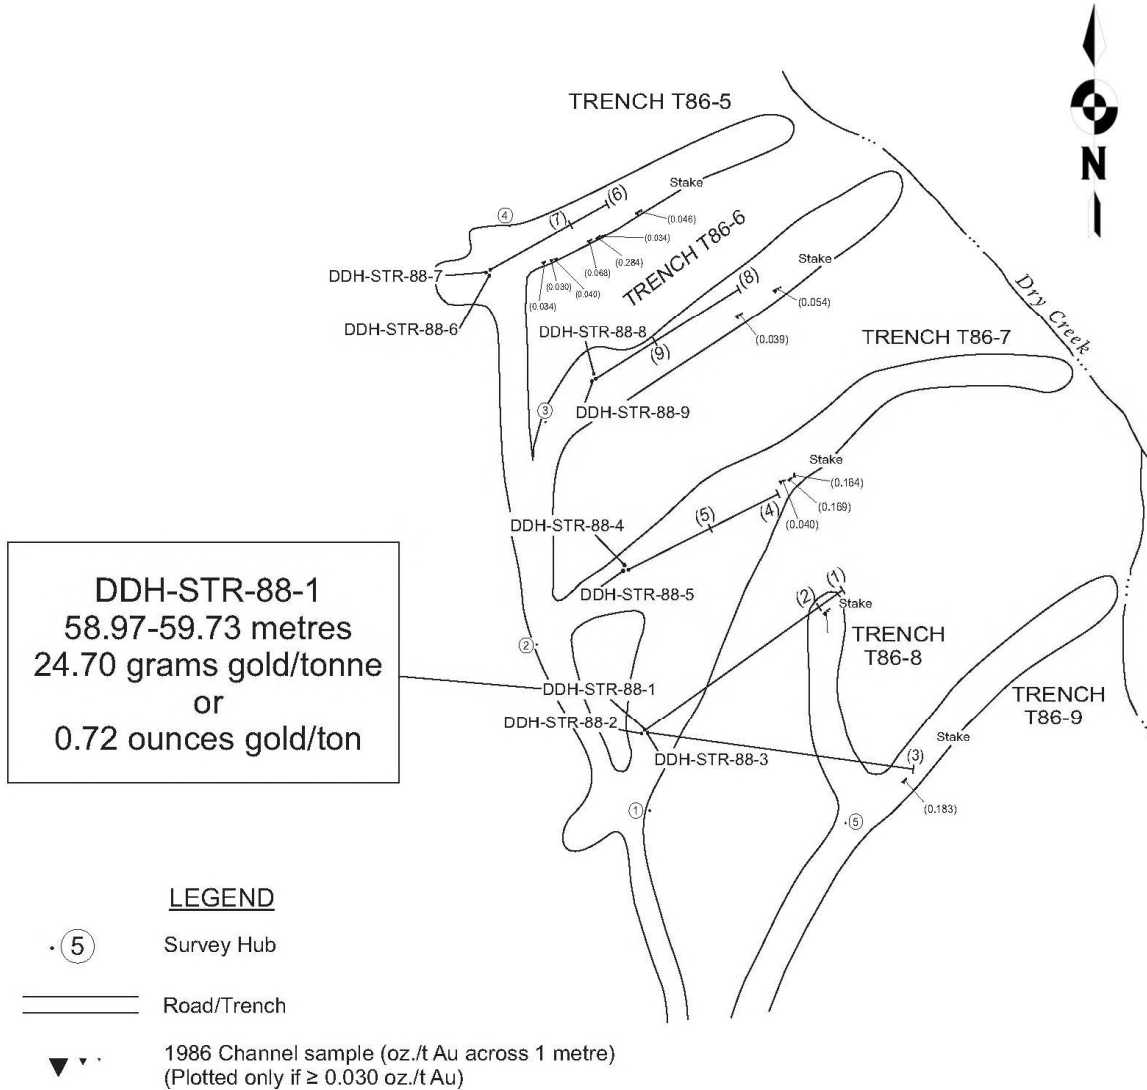 TRENCH T86-5
N
Stake
(6)
(7)
4
(0.046)
(0.034)
(0.284)
(0.068)
(0.040)
(0.030)
(0.034)
TRENCH T86-6
DDH-STR-88-7
DDH-STR-88-6
Stake
(8)
(0.054)
(0.039)
DDH-STR-88-8
(9)
Dry Creek
TRENCH T86-7
3
DDH-STR-88-9
Stake
(0.164)
(0.169)
(0.040)
(4)
(5)
DDH-STR-88-4
DDH-STR-88-5
DDH-STR-88-1
58.97-59.73 metres
24.70 grams gold/tonne
or
0.72 ounces gold/ton
(1)
(2)
Stake
TRENCH
T86-8
2
DDH-STR-88-1
DDH-STR-88-2
DDH-STR-88-3
TRENCH
T86-9
Stake
(3)
(0.183)
1
5
LEGEND
5
Survey Hub
Road/Trench
1986 Channel sample (oz./t Au across 1 metre)
(Plotted only if ≥ 0.030 oz./t Au)